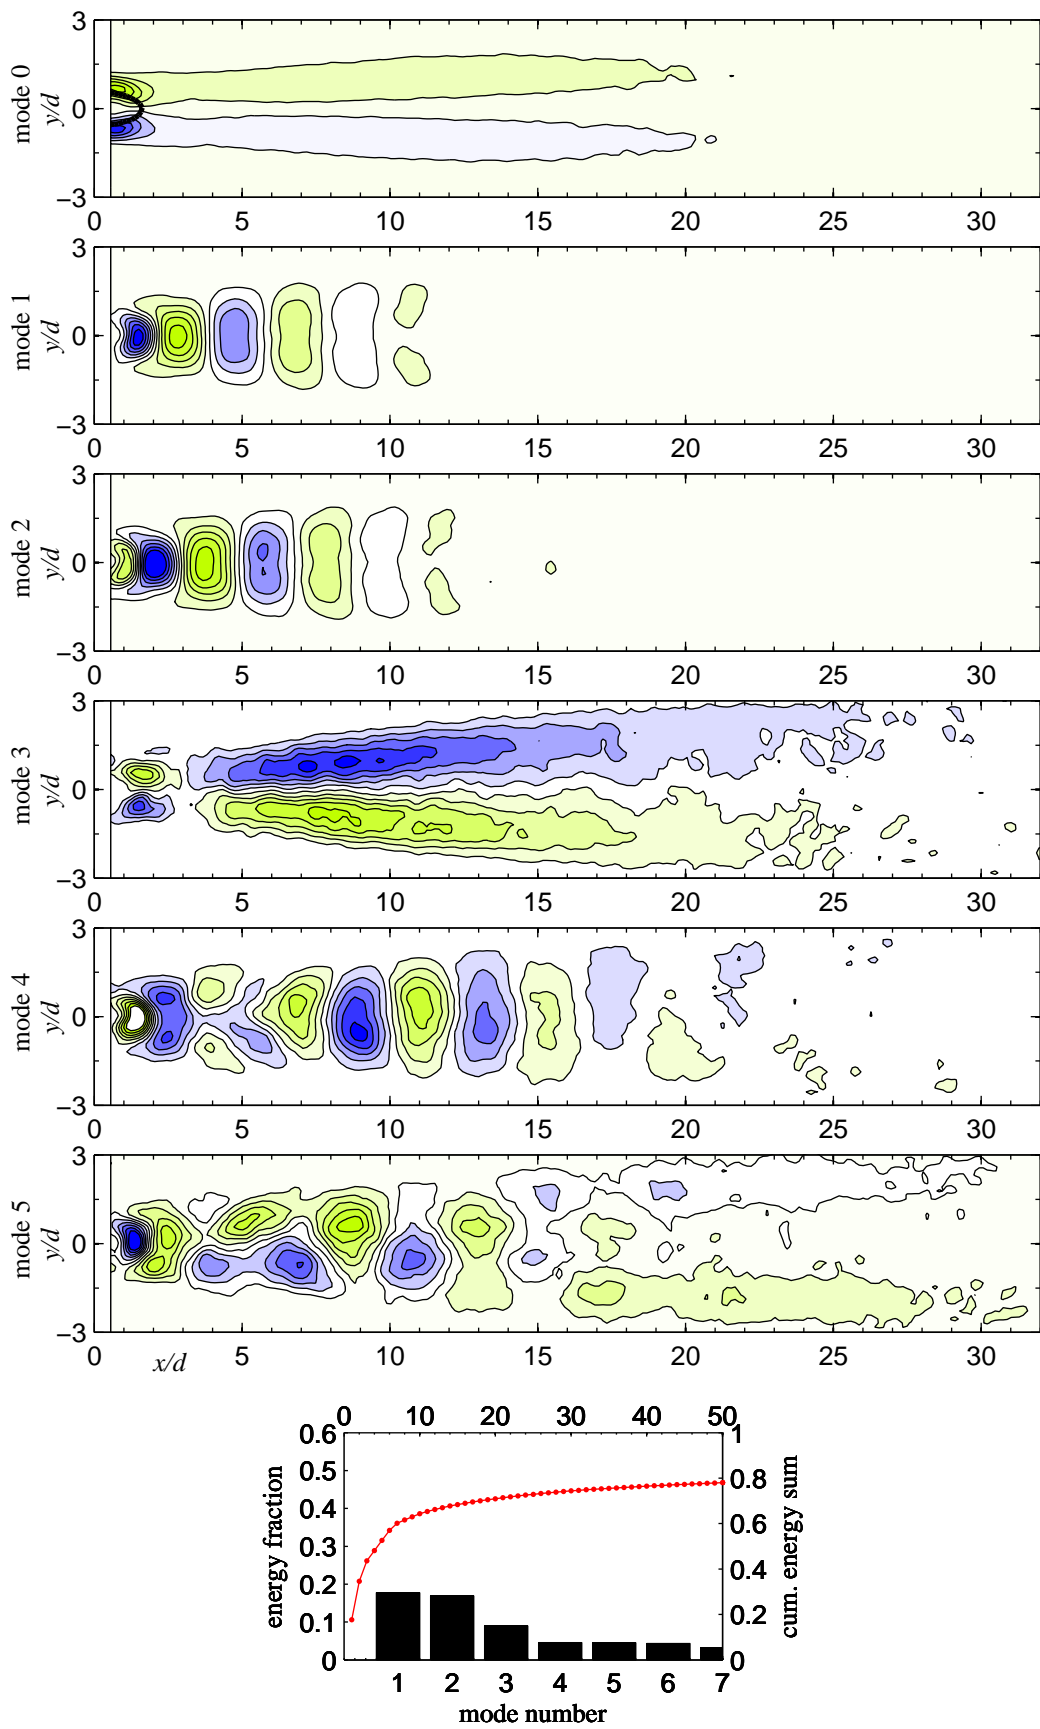 mode 0
y/d
3
0
−3
0 5 10 15 20 25 30
mode 1
y/d
3
0
−3
0 5 10 15 20 25 30
mode 2
y/d
3
0
−3
0 5 10 15 20 25 30
mode 3
y/d
3
0
−3
0 5 10 15 20 25 30
mode 4
y/d
3
0
−3
0 5 10 15 20 25 30
mode 5
y/d
3
0
−3
0 x/d 5 10 15 20 25 30
0 10 20 30 40 50
energy fraction
0.6
0.5
0.4
0.3
0.2
0.1
0
1
0.8
0.6
0.4
0.2
0
cum. energy sum
1 2 3 4 5 6 7
mode number